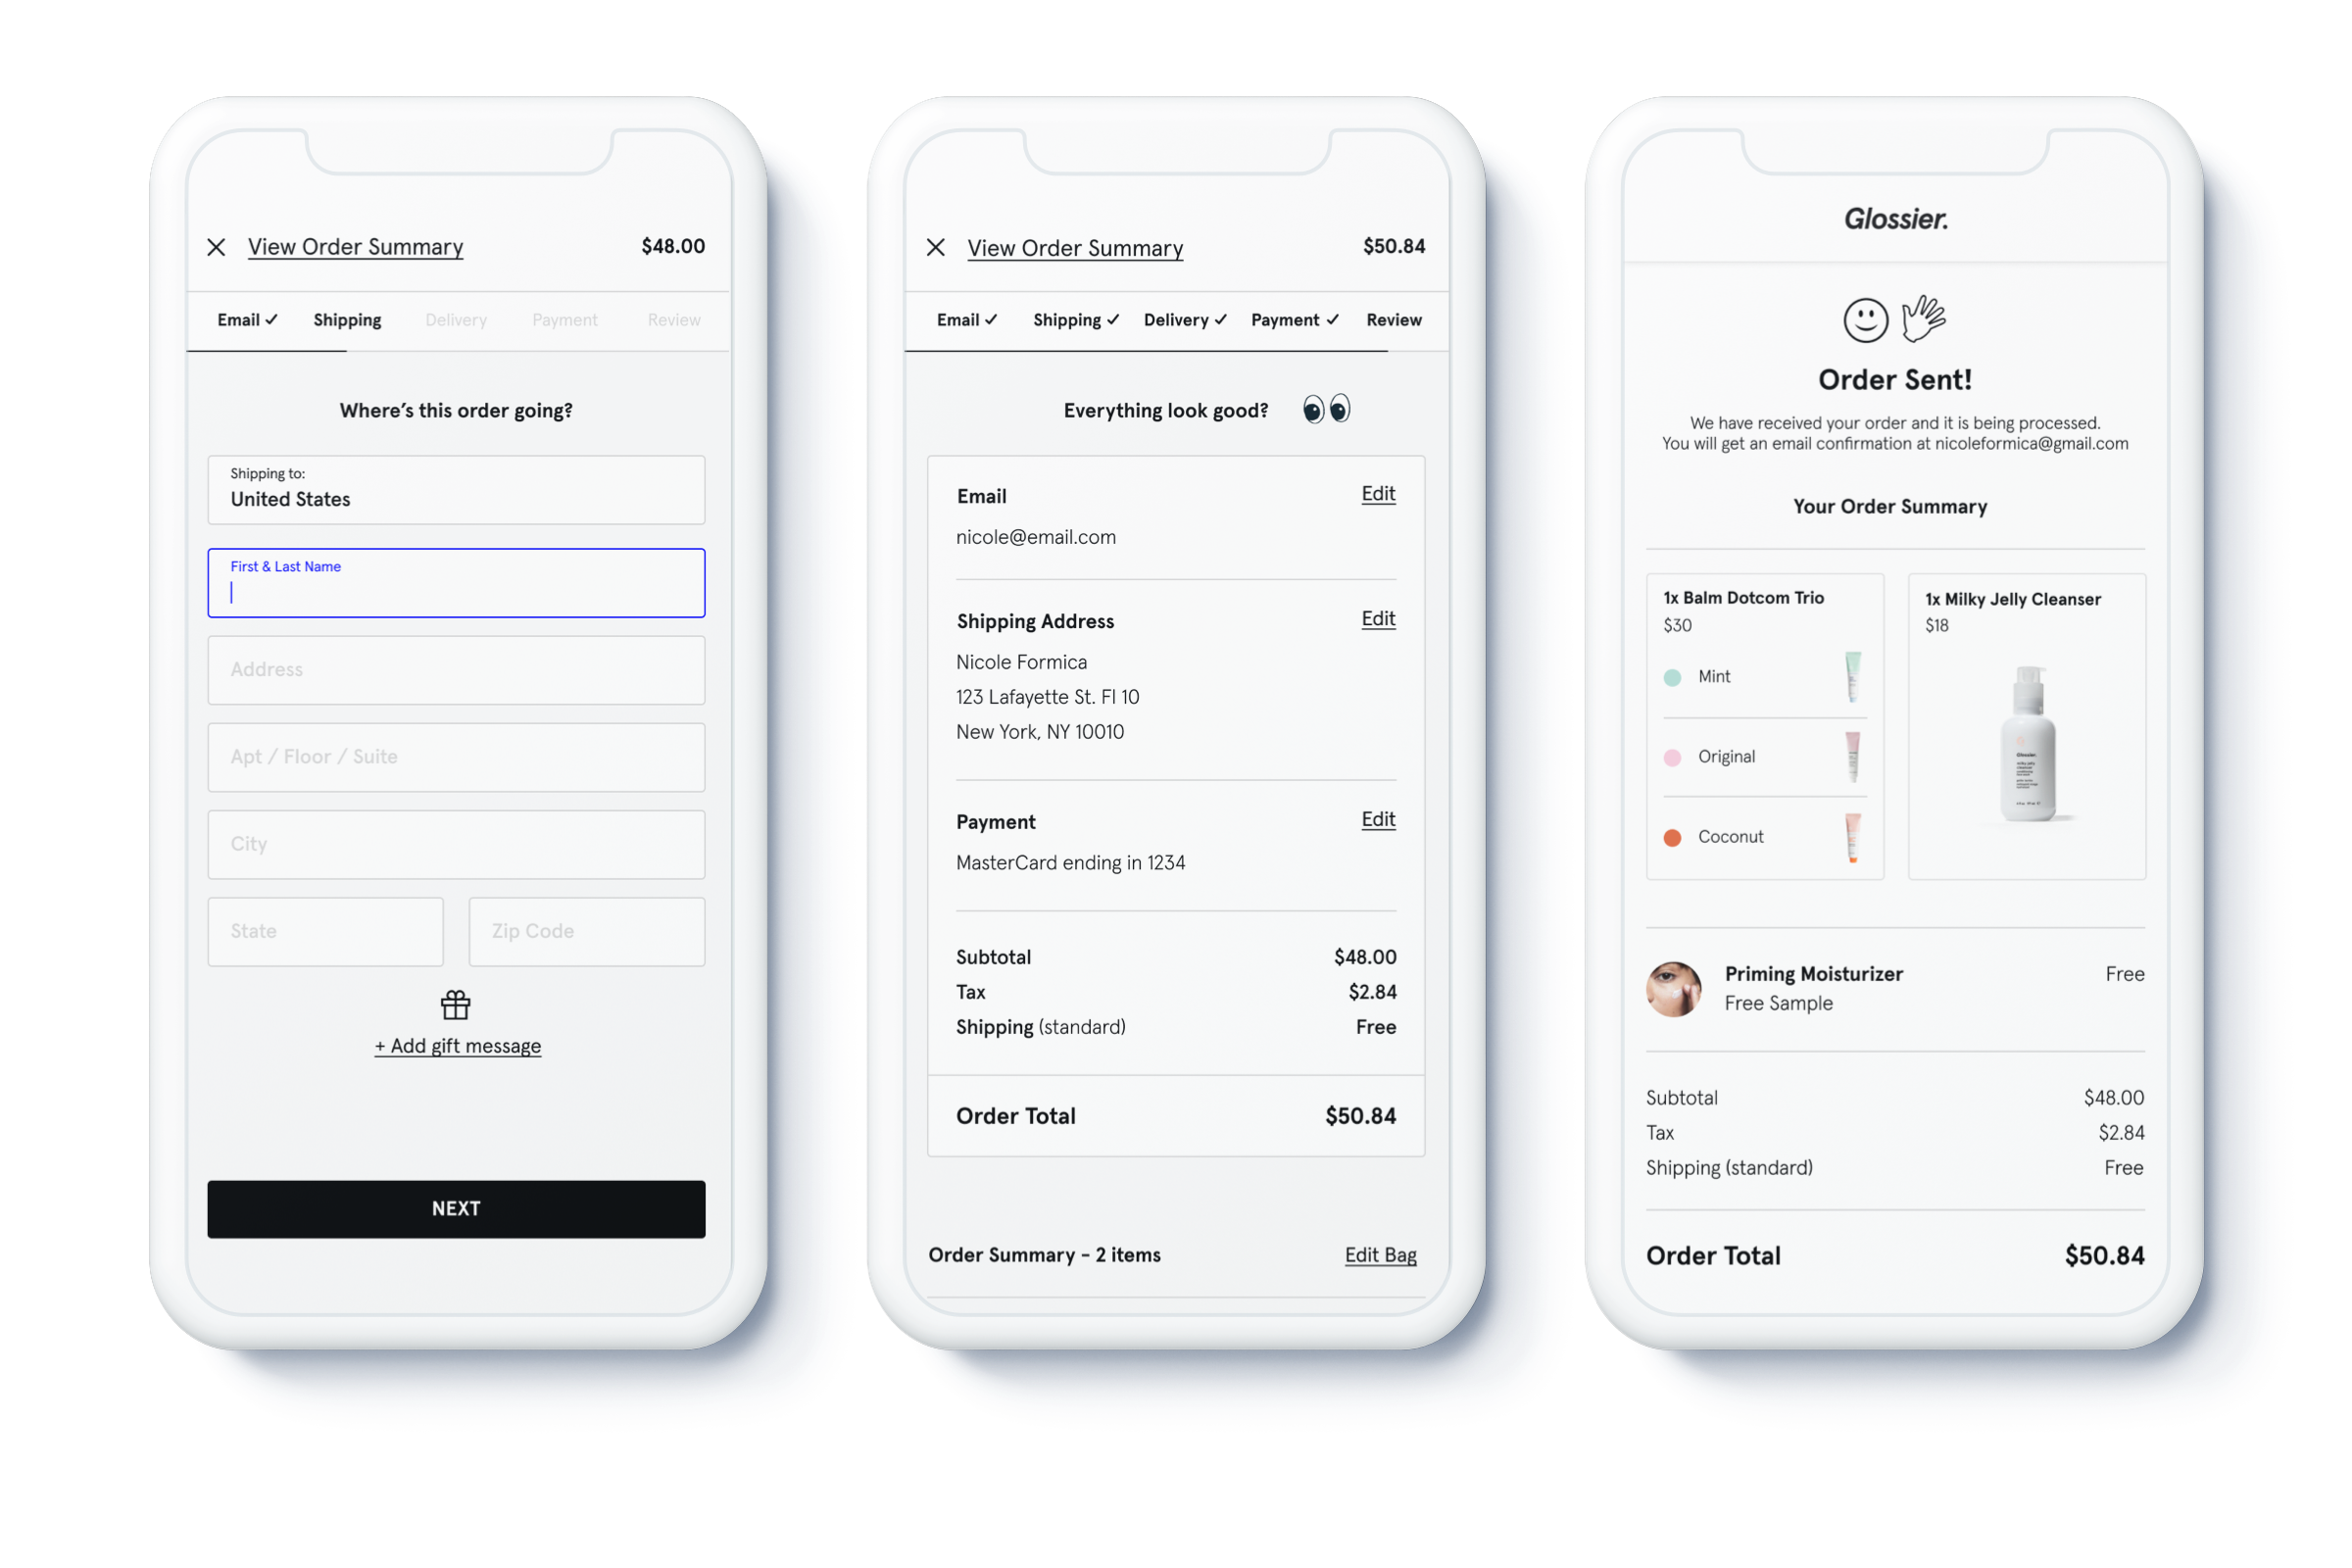 View Order Summary $48.00
Email ✓ Shipping Delivery Payment Review
Where's this order going?
Shipping to:
United States
First & Last Name
Address
Apt / Floor / Suite
City
State Zip Code
+ Add gift message
NEXT
View Order Summary $50.84
Email ✓ Shipping ✓ Delivery ✓ Payment ✓ Review
Everything look good?
Email Edit
nicole@email.com
Shipping Address Edit
Nicole Formica
123 Lafayette St. Fl 10
New York, NY 10010
Payment Edit
MasterCard ending in 1234
Subtotal $48.00
Tax $2.84
Shipping (standard) Free
Order Total $50.84
Order Summary - 2 items Edit Bag
Glossier.
Order Sent!
We have received your order and it is being processed.
You will get an email confirmation at nicoleformica@gmail.com
Your Order Summary
1x Balm Dotcom Trio
$30
Mint
Original
Coconut
1x Milky Jelly Cleanser
$18
Glossier.
Priming Moisturizer Free
Free Sample
Subtotal $48.00
Tax $2.84
Shipping (standard) Free
Order Total $50.84